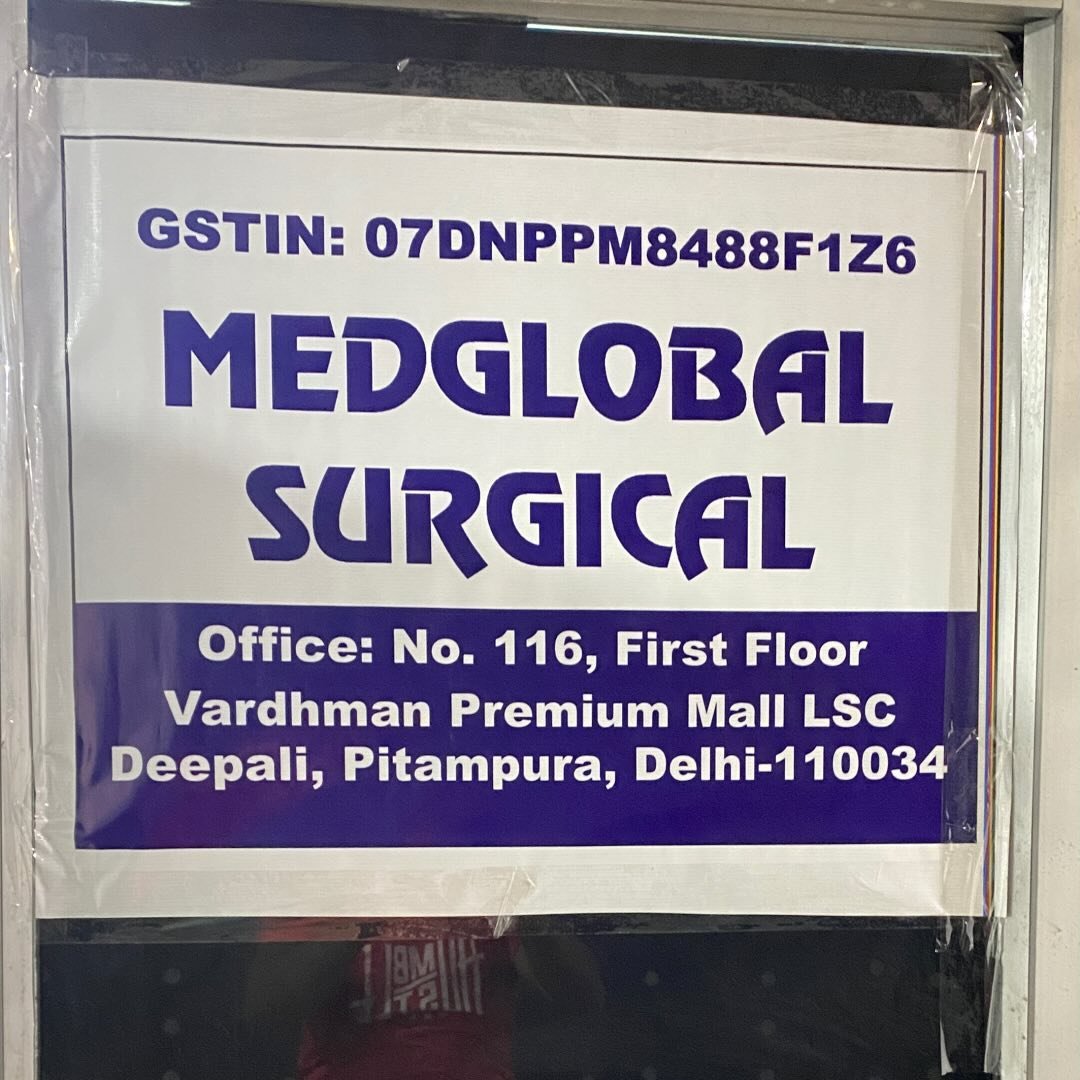 GSTIN: 07DNPPM8488F1Z6
MEDGLOBAL
SURGICAL
Office: No. 116, First Floor
Vardhman Premium Mall LSC
Deepali, Pitampura, Delhi-110034